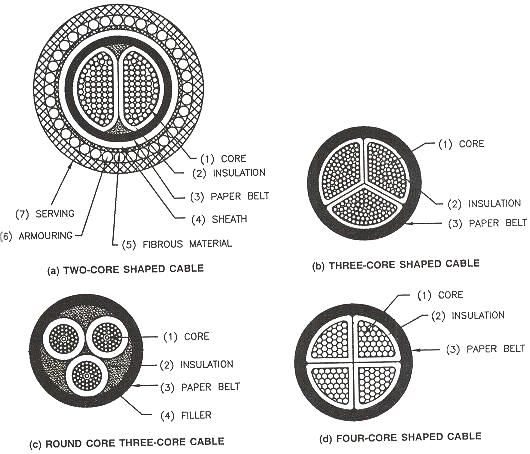 (1) CORE
(2) INSULATION
(3) PAPER BELT
(4) SHEATH
(5) FIBROUS MATERIAL
(6) ARMOURING
(7) SERVING
(a) TWO-CORE SHAPED CABLE
(1) CORE
(2) INSULATION
(3) PAPER BELT
(b) THREE-CORE SHAPED CABLE
(1) CORE
(2) INSULATION
(3) PAPER BELT
(4) FILLER
(c) ROUND CORE THREE-CORE CABLE
(1) CORE
(2) INSULATION
(3) PAPER BELT
(d) FOUR-CORE SHAPED CABLE